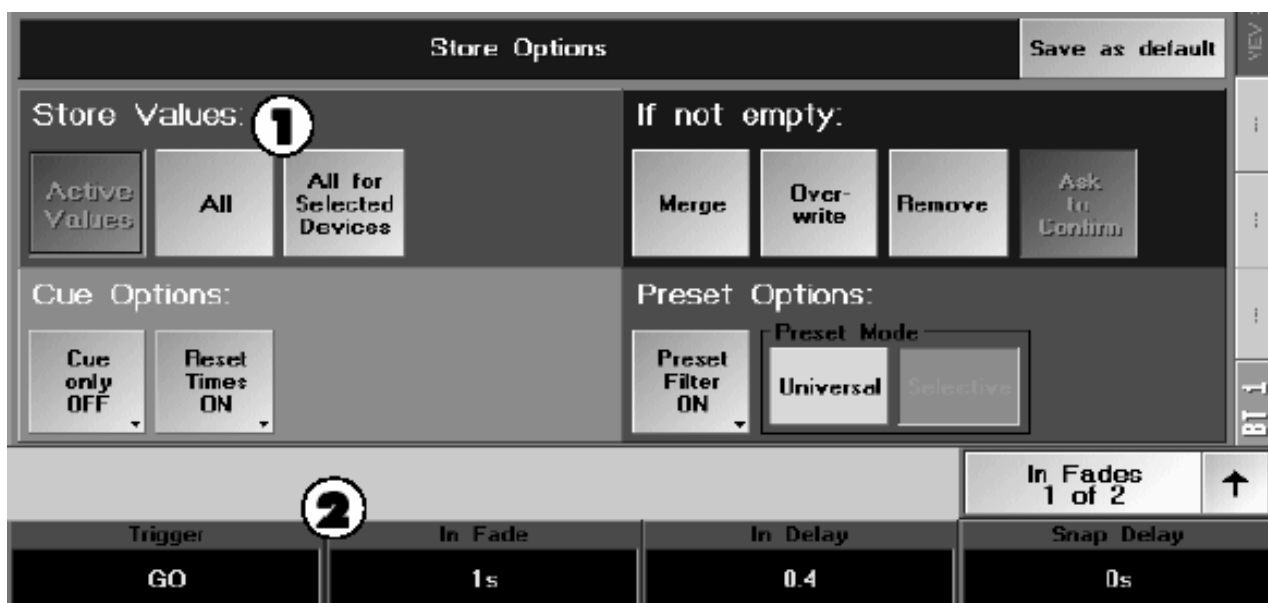 Store Options
Save as default
Store Values:
1
Active
Values
All
All for
Selected
Devices
If not empty:
Merge
Over-
write
Remove
Ask
to
Confirm
Cue Options:
Cue
only
OFF
Reset
Times
ON
Preset Options:
Preset
Filter
ON
Preset Mode
Universal
Selective
BT 1
In Fades
1 of 2
2
Trigger
In Fade
In Delay
Snap Delay
GO
1s
0.4
0s